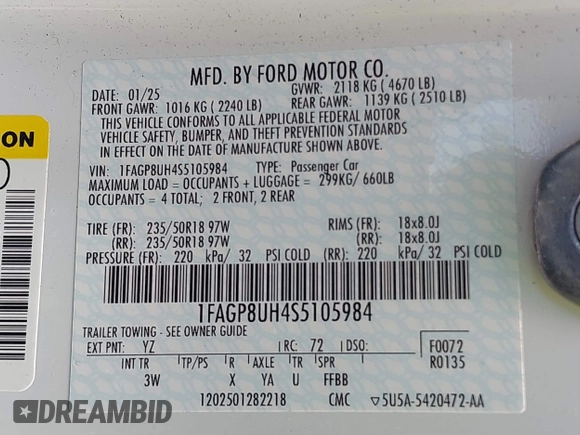 MFD. BY FORD MOTOR CO.
DATE: 01/25 GVWR: 2118 KG ( 4670 LB)
FRONT GAWR: 1016 KG ( 2240 LB) REAR GAWR: 1139 KG ( 2510 LB)
THIS VEHICLE CONFORMS TO ALL APPLICABLE FEDERAL MOTOR
VEHICLE SAFETY, BUMPER, AND THEFT PREVENTION STANDARDS
IN EFFECT ON THE DATE OF MANUFACTURE SHOWN ABOVE.
VIN: 1FAGP8UH4S5105984 TYPE: Passenger Car
MAXIMUM LOAD = OCCUPANTS + LUGGAGE = 299KG/ 660LB
OCCUPANTS = 4 TOTAL; 2 FRONT, 2 REAR
TIRE (FR): 235/50R18 97W RIMS (FR): 18x8.0J
(RR): 235/50R18 97W (RR): 18x8.0J
PRESSURE (FR): 220 kPa/ 32 PSI COLD (RR): 220 kPa/ 32 PSI COLD
1FAGP8UH4S5105984
TRAILER TOWING - SEE OWNER GUIDE
EXT PNT: YZ RC: 72 DSO: F0072
R0135
INT TR TP/PS R AXLE TR SPR
3W X YA U FFBB
1202501282218 CMC 5U5A-5420472-AA
DREAMBID